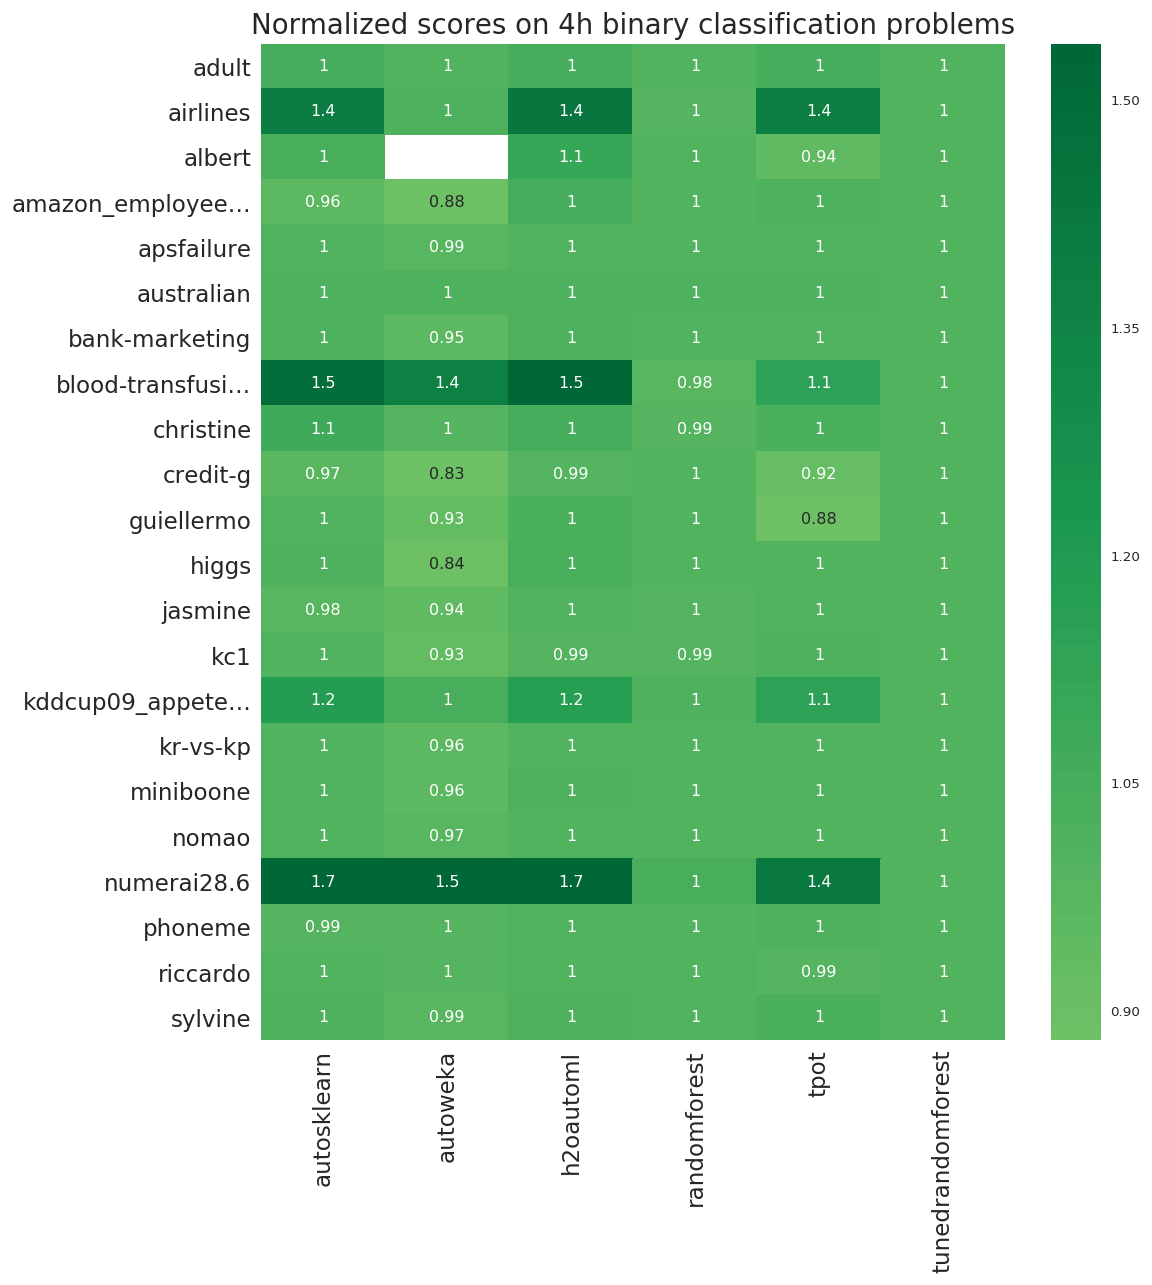 Normalized scores on 4h binary classification problems
adult 1 1 1 1 1 1
airlines 1.4 1 1.4 1 1.4 1
albert 1 1.1 1 0.94 1
amazon_employee... 0.96 0.88 1 1 1 1
apsfailure 1 0.99 1 1 1 1
australian 1 1 1 1 1 1
bank-marketing 1 0.95 1 1 1 1
blood-transfusi... 1.5 1.4 1.5 0.98 1.1 1
christine 1.1 1 1 0.99 1 1
credit-g 0.97 0.83 0.99 1 0.92 1
guiellermo 1 0.93 1 1 0.88 1
higgs 1 0.84 1 1 1 1
jasmine 0.98 0.94 1 1 1 1
kc1 1 0.93 0.99 0.99 1 1
kddcup09_appete... 1.2 1 1.2 1 1.1 1
kr-vs-kp 1 0.96 1 1 1 1
miniboone 1 0.96 1 1 1 1
nomao 1 0.97 1 1 1 1
numerai28.6 1.7 1.5 1.7 1 1.4 1
phoneme 0.99 1 1 1 1 1
riccardo 1 1 1 1 0.99 1
sylvine 1 0.99 1 1 1 1
autosklearn
autoweka
h2oautoml
randomforest
tpot
tunedrandomforest
1.50
1.35
1.20
1.05
0.90